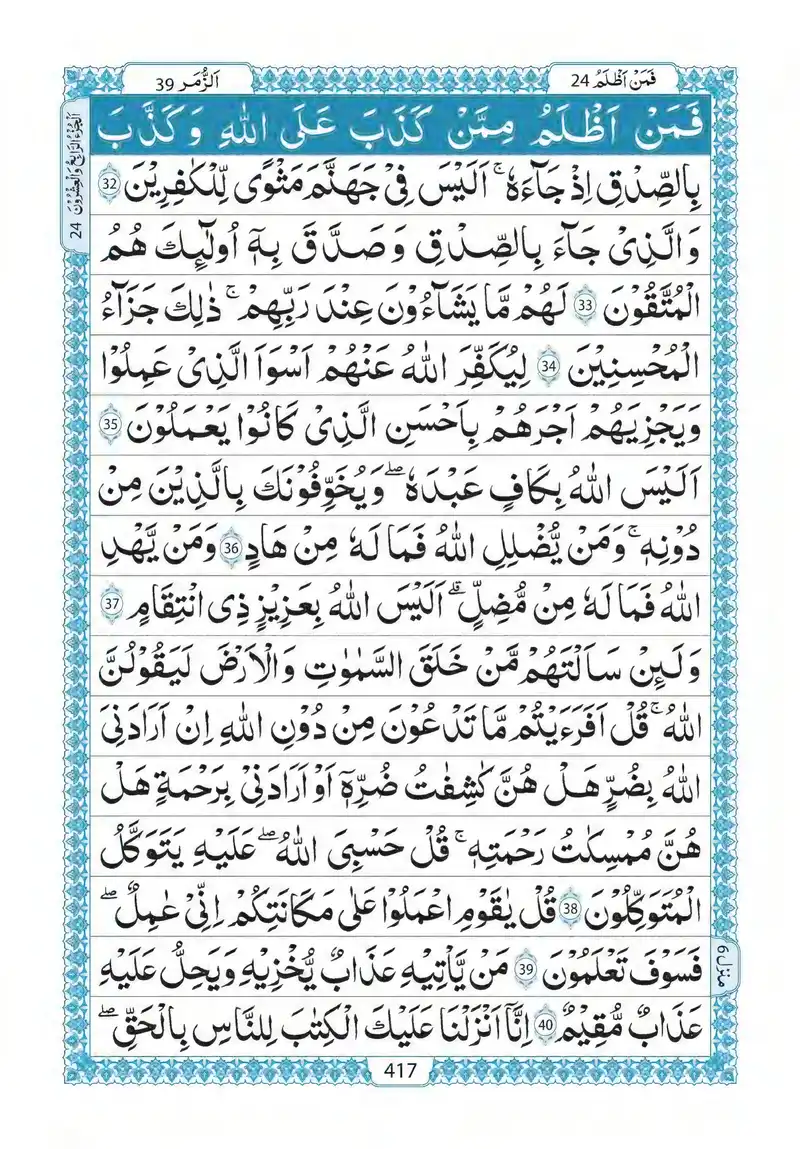 اَلزُّمَر 39
فَمَنْ اَظْلَمُ 24
اَلْجُزْءُ الرَّابِعُ وَالْعِشْرُوْنَ 24
فَمَنْ اَظْلَمُ مِمَّنْ كَذَبَ عَلَى اللّٰهِ وَكَذَّبَ
بِالصِّدْقِ اِذْ جَآءَهٗ ۚ اَلَيْسَ فِىْ جَهَنَّمَ مَثْوًى لِّلْكٰفِرِيْنَ 32
وَالَّذِىْ جَآءَ بِالصِّدْقِ وَصَدَّقَ بِهٖٓ اُولٰٓئِكَ هُمُ
الْمُتَّقُوْنَ 33 لَهُمْ مَّا يَشَآءُوْنَ عِنْدَ رَبِّهِمْ ۚ ذٰلِكَ جَزَآءُ
الْمُحْسِنِيْنَ 34 لِيُكَفِّرَ اللّٰهُ عَنْهُمْ اَسْوَاَ الَّذِىْ عَمِلُوْا
وَيَجْزِيَهُمْ اَجْرَهُمْ بِاَحْسَنِ الَّذِىْ كَانُوْا يَعْمَلُوْنَ 35
اَلَيْسَ اللّٰهُ بِكَافٍ عَبْدَهٗ ۖ وَيُخَوِّفُوْنَكَ بِالَّذِيْنَ مِنْ
دُوْنِهٖ ۚ وَمَنْ يُّضْلِلِ اللّٰهُ فَمَا لَهٗ مِنْ هَادٍ 36 وَمَنْ يَّهْدِ
اللّٰهُ فَمَا لَهٗ مِنْ مُّضِلٍّ ۗ اَلَيْسَ اللّٰهُ بِعَزِيْزٍ ذِى انْتِقَامٍ 37
وَلَئِنْ سَاَلْتَهُمْ مَّنْ خَلَقَ السَّمٰوٰتِ وَالْاَرْضَ لَيَقُوْلُنَّ
اللّٰهُ ۚ قُلْ اَفَرَءَيْتُمْ مَّا تَدْعُوْنَ مِنْ دُوْنِ اللّٰهِ اِنْ اَرَادَنِىَ
اللّٰهُ بِضُرٍّ هَلْ هُنَّ كٰشِفٰتُ ضُرِّهٖٓ اَوْ اَرَادَنِىْ بِرَحْمَةٍ هَلْ
هُنَّ مُمْسِكٰتُ رَحْمَتِهٖ ۚ قُلْ حَسْبِىَ اللّٰهُ ۖ عَلَيْهِ يَتَوَكَّلُ
الْمُتَوَكِّلُوْنَ 38 قُلْ يٰقَوْمِ اعْمَلُوْا عَلٰى مَكَانَتِكُمْ اِنِّىْ عٰمِلٌ ۖ
فَسَوْفَ تَعْلَمُوْنَ 39 مَنْ يَّاْتِيْهِ عَذَابٌ يُّخْزِيْهِ وَيَحِلُّ عَلَيْهِ
منزل 6
عَذَابٌ مُّقِيْمٌ 40 اِنَّآ اَنْزَلْنَا عَلَيْكَ الْكِتٰبَ لِلنَّاسِ بِالْحَقِّ ۖ
417